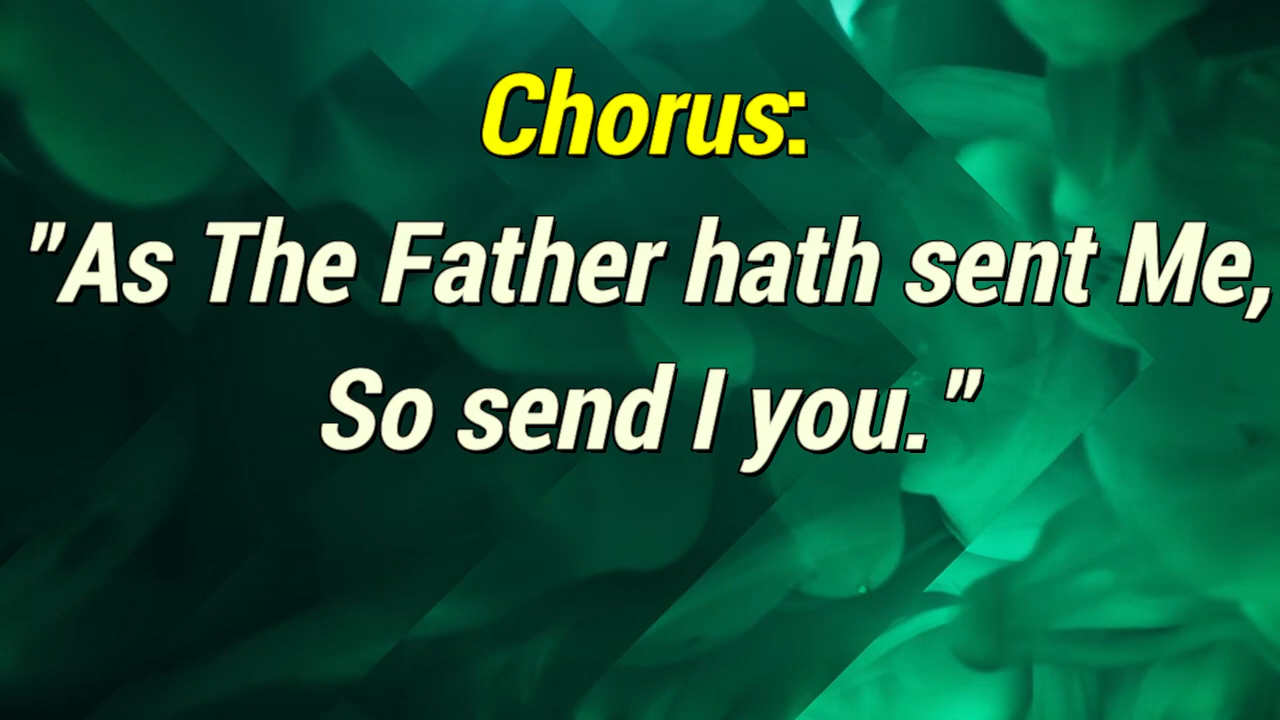 Chorus:
"As The Father hath sent Me,
So send I you."